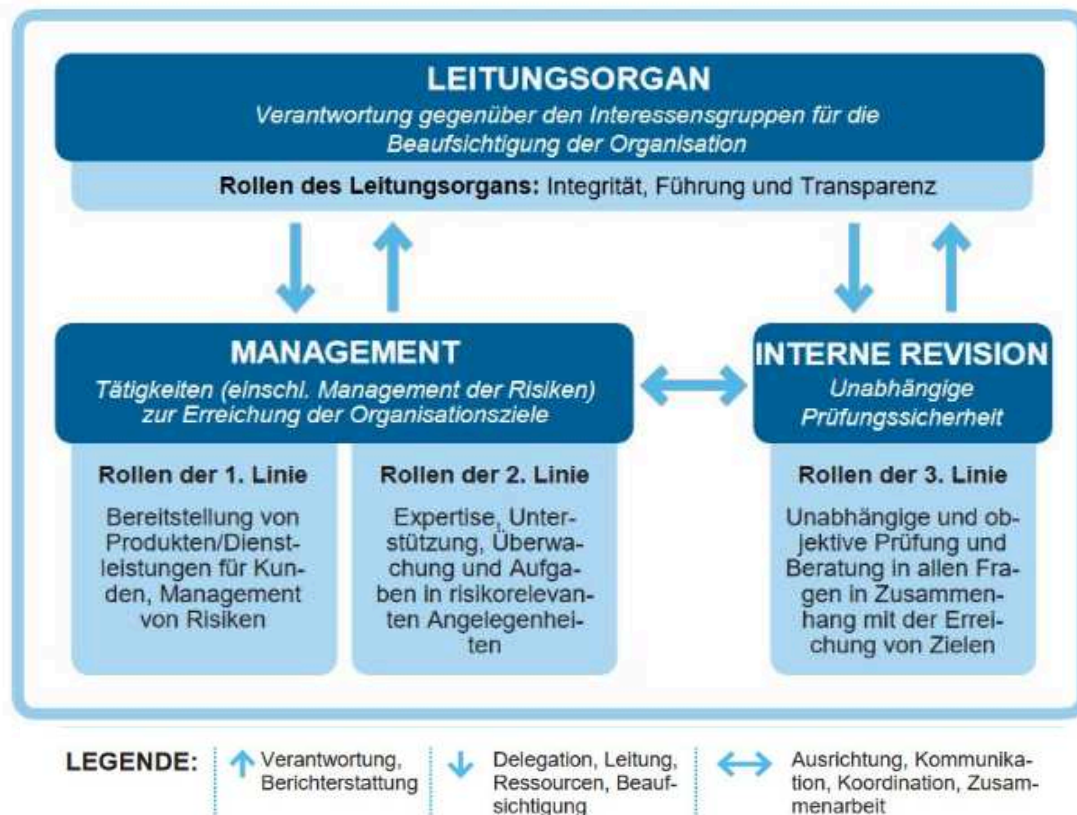 LEITUNGSORGAN
Verantwortung gegenüber den Interessensgruppen für die
Beaufsichtigung der Organisation
Rollen des Leitungsorgans: Integrität, Führung und Transparenz
MANAGEMENT
Tätigkeiten (einschl. Management der Risiken)
zur Erreichung der Organisationsziele
INTERNE REVISION
Unabhängige
Prüfungssicherheit
Rollen der 1. Linie
Bereitstellung von
Produkten/Dienst-
leistungen für Kun-
den, Management
von Risiken
Rollen der 2. Linie
Expertise, Unter-
stützung, Überwa-
chung und Aufga-
ben in risikorelevan-
ten Angelegenhei-
ten
Rollen der 3. Linie
Unabhängige und ob-
jektive Prüfung und
Beratung in allen Fra-
gen in Zusammen-
hang mit der Errei-
chung von Zielen
LEGENDE:
Verantwortung,
Berichterstattung
Delegation, Leitung,
Ressourcen, Beauf-
sichtigung
Ausrichtung, Kommunika-
tion, Koordination, Zusam-
menarbeit